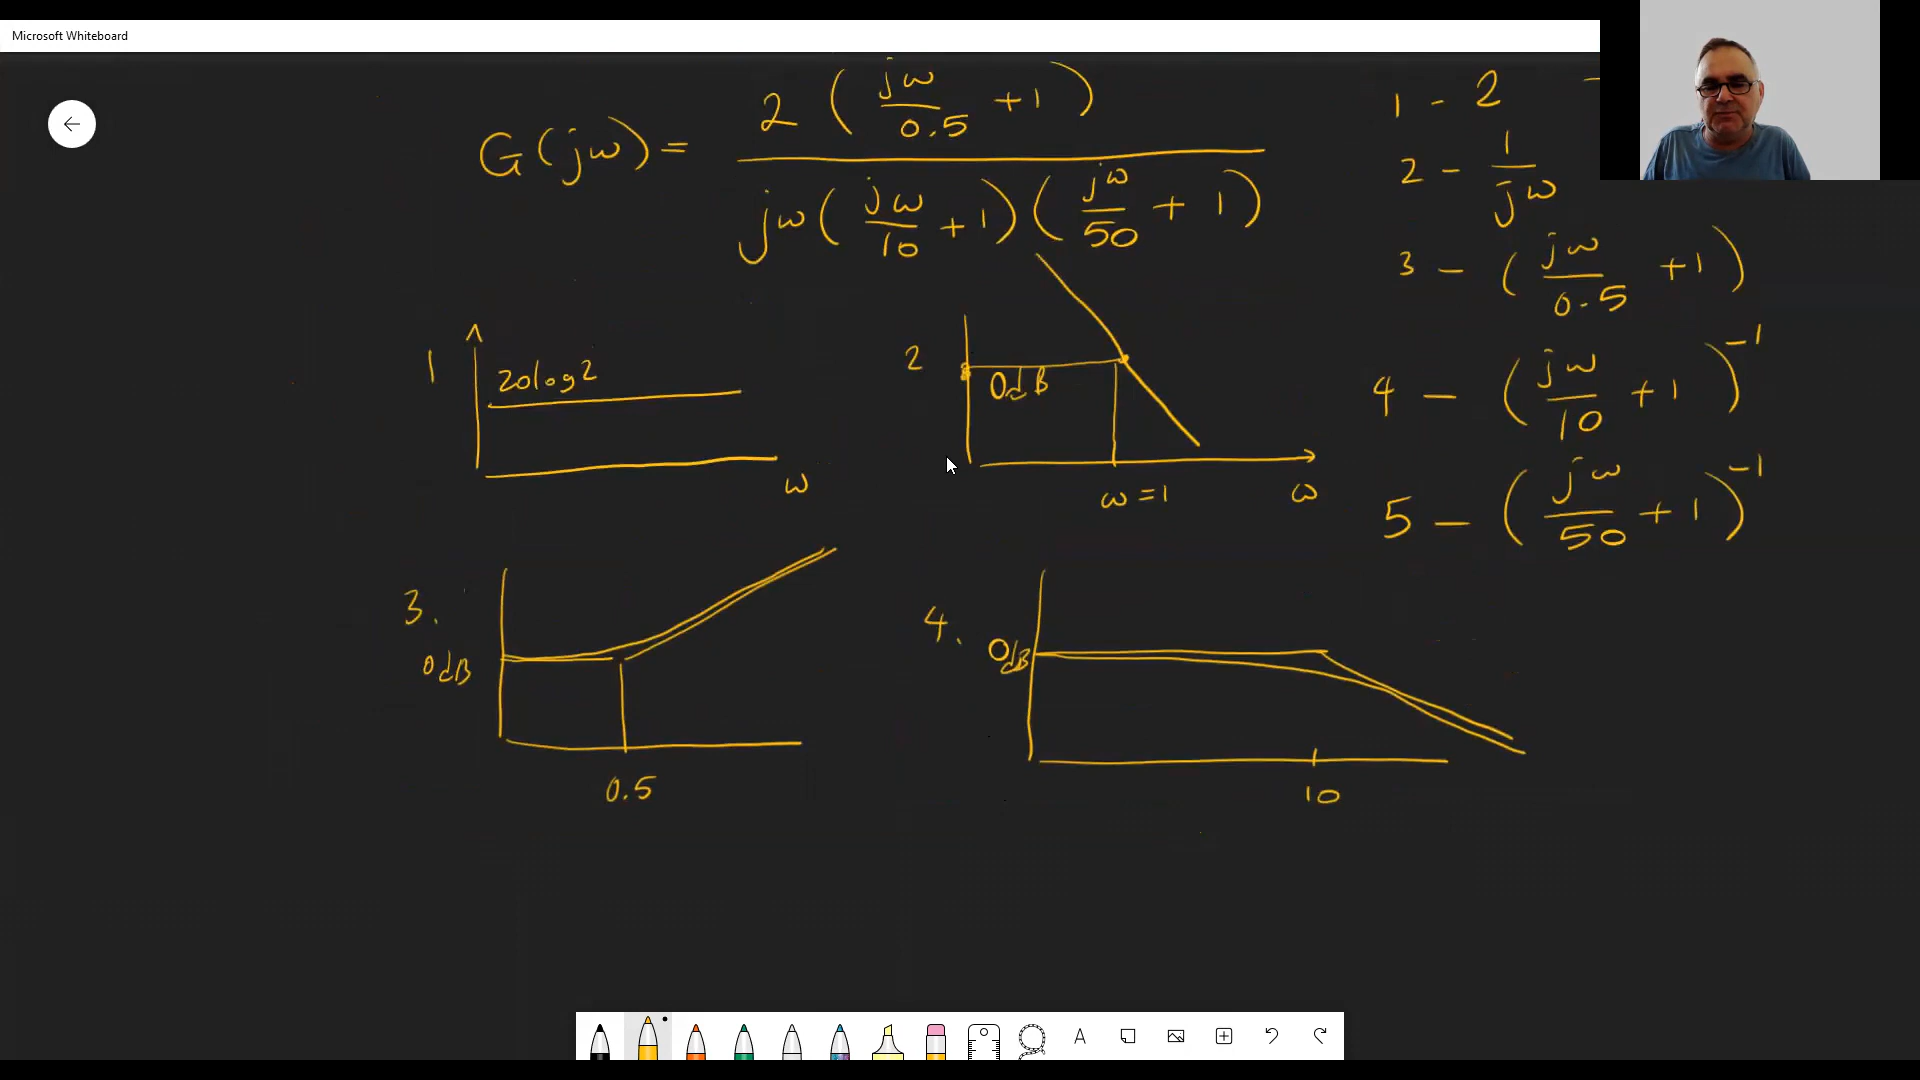 Microsoft Whiteboard
G(jω) = 2 ( jω/0.5 + 1 ) / jω ( jω/10 + 1 ) ( jω/50 + 1 )
1 - 2
2 - 1/jω
3 - ( jω/0.5 + 1 )
4 - ( jω/10 + 1 )^-1
5 - ( jω/50 + 1 )^-1
1
20log2
ω
2
0dB
ω = 1
ω
3.
0dB
0.5
4.
0dB
10
A